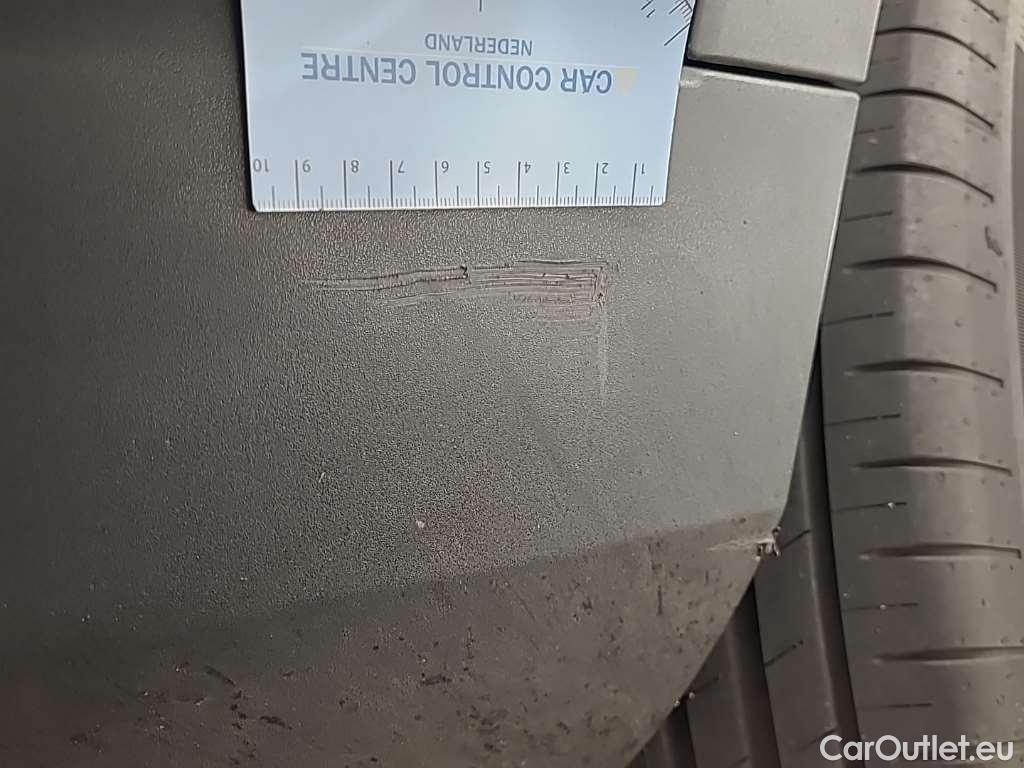 CAR CONTROL CENTRE
NEDERLAND
1 2 3 4 5 6 7 8 9 10
CarOutlet.eu